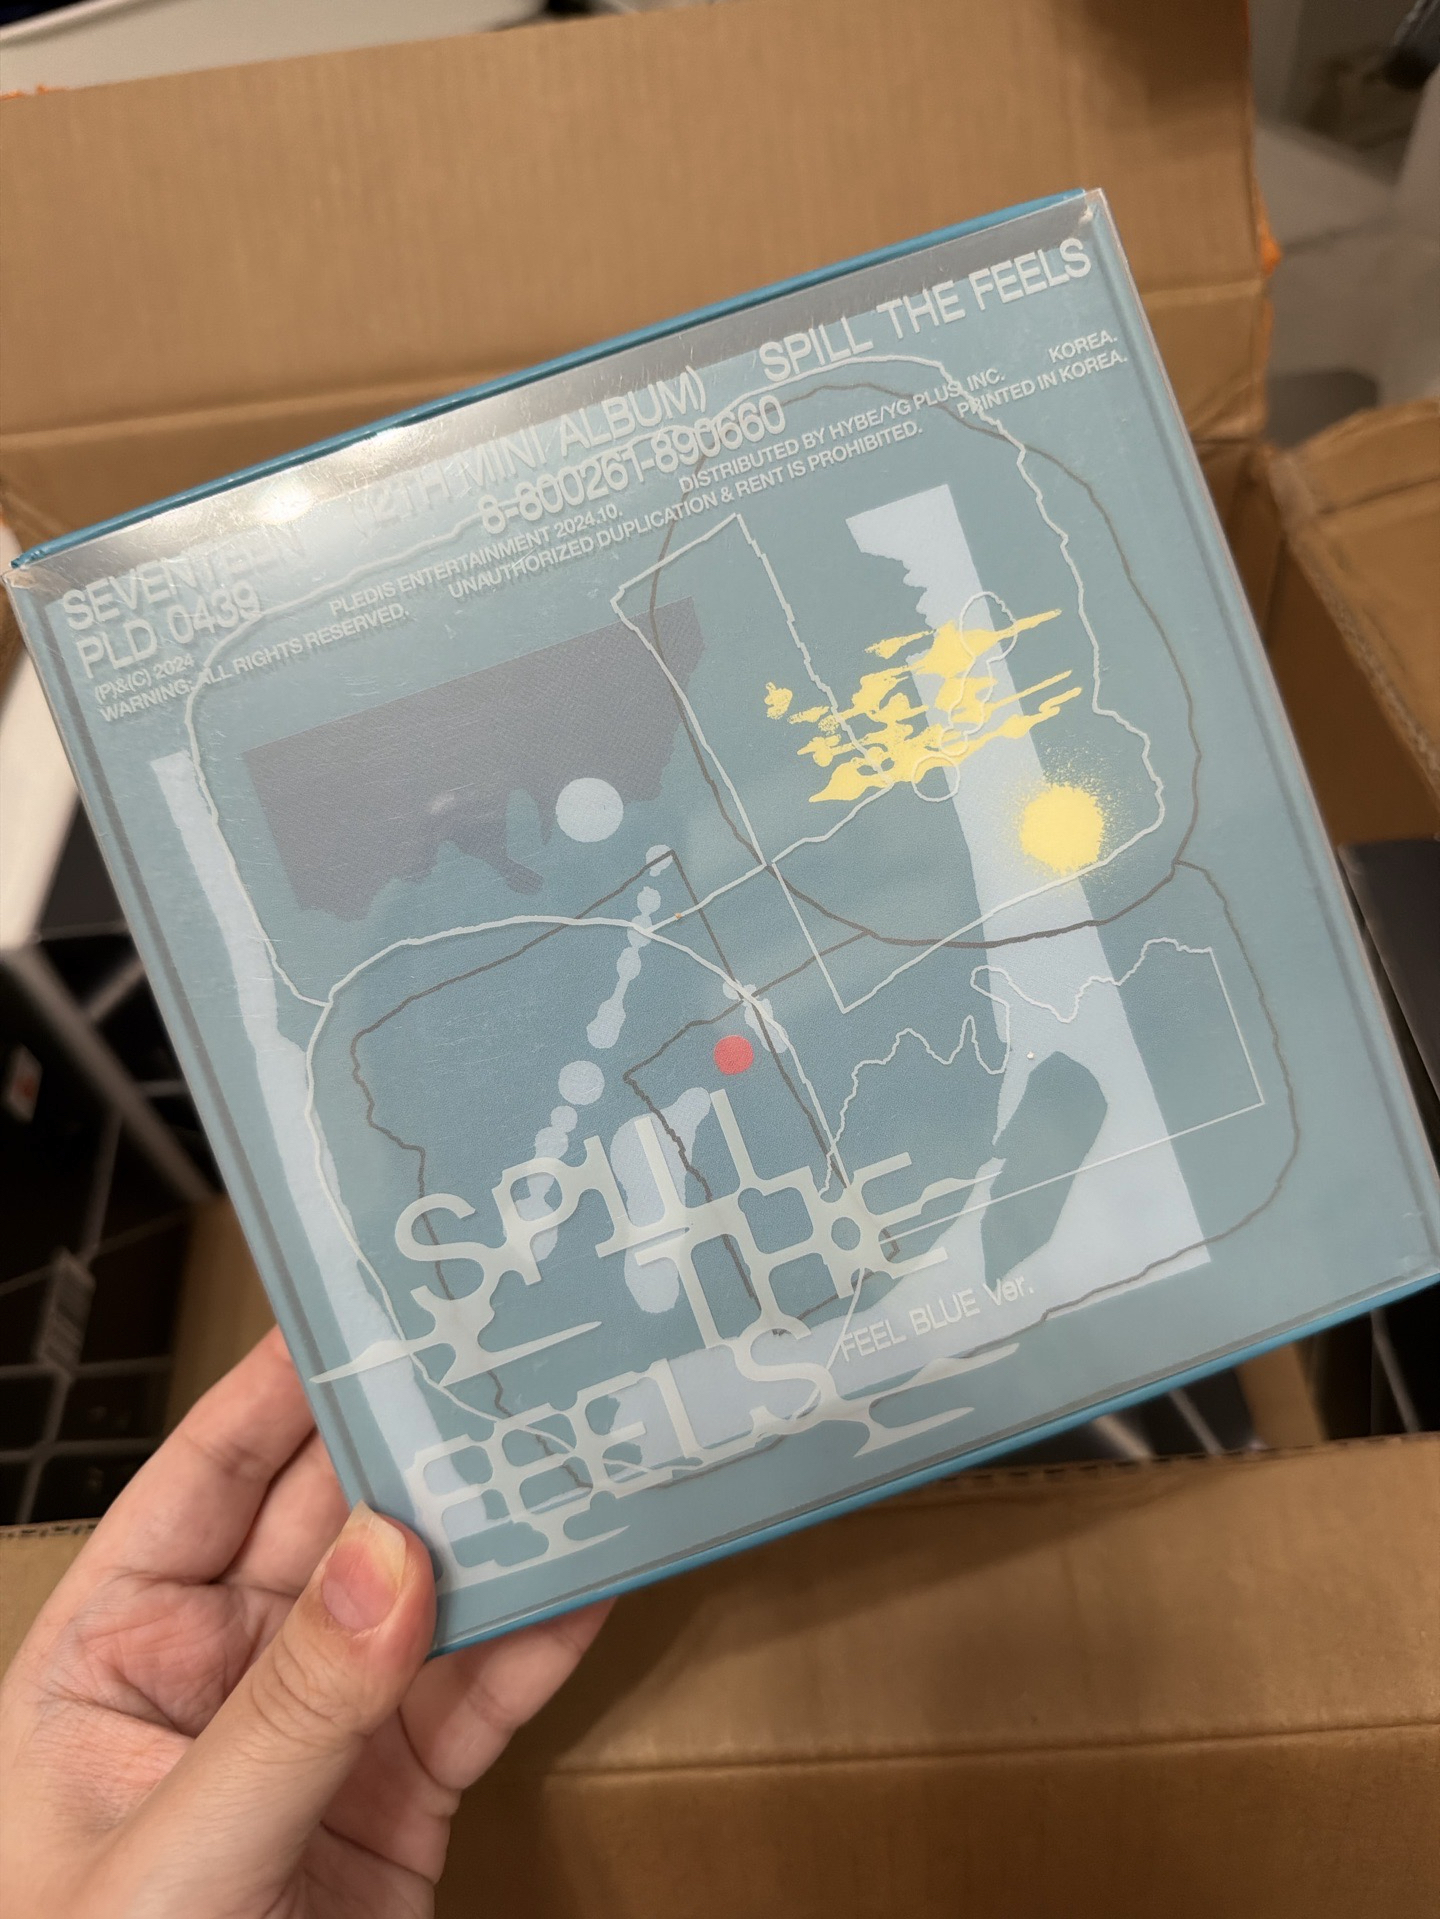 SEVENTEEN 12TH MINI ALBUM) SPILL THE FEELS
PLD 0439 8-800261-890660
(P)&(C) 2024 PLEDIS ENTERTAINMENT 2024.10. DISTRIBUTED BY HYBE/YG PLUS, INC. KOREA.
WARNING: ALL RIGHTS RESERVED. UNAUTHORIZED DUPLICATION & RENT IS PROHIBITED. PRINTED IN KOREA.
SPILL
THE
FEELS
FEEL BLUE Ver.